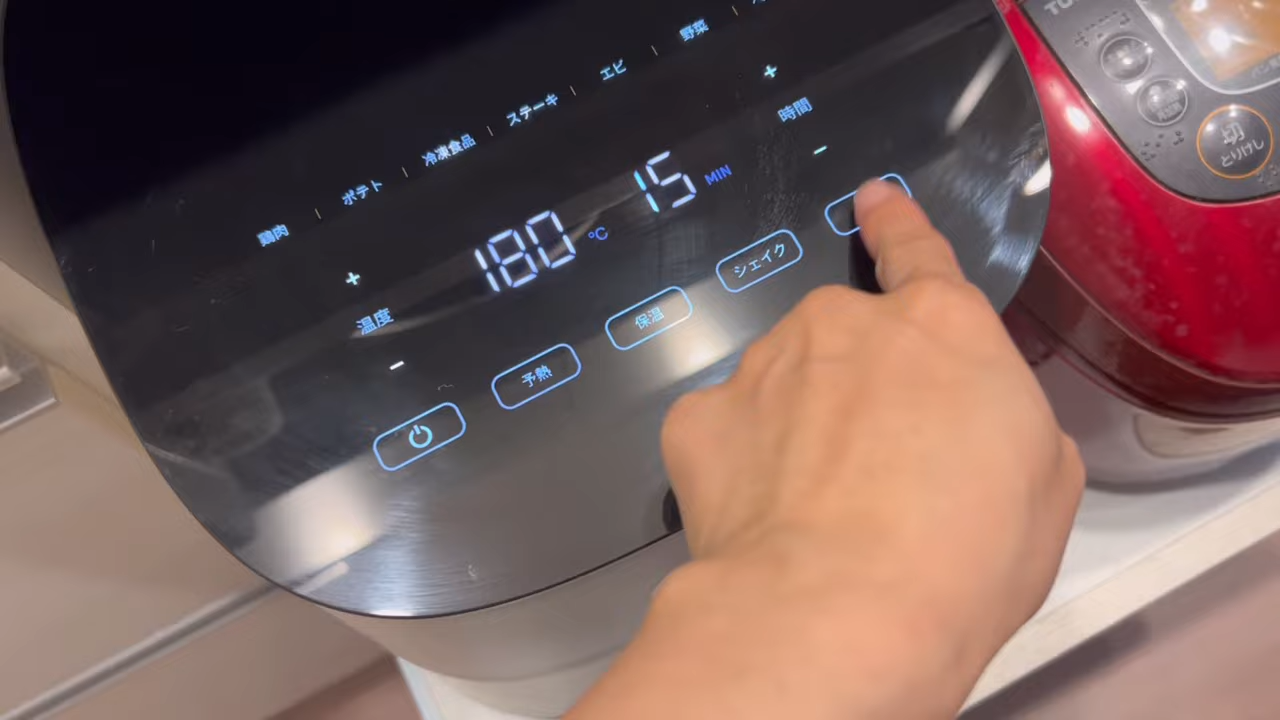 鶏肉 | ポテト | 冷凍食品 | ステーキ | エビ | 野菜 |
+ +
温度 180 °C 15 MIN 時間
- -
予熱 保温 シェイク
切
とりけし